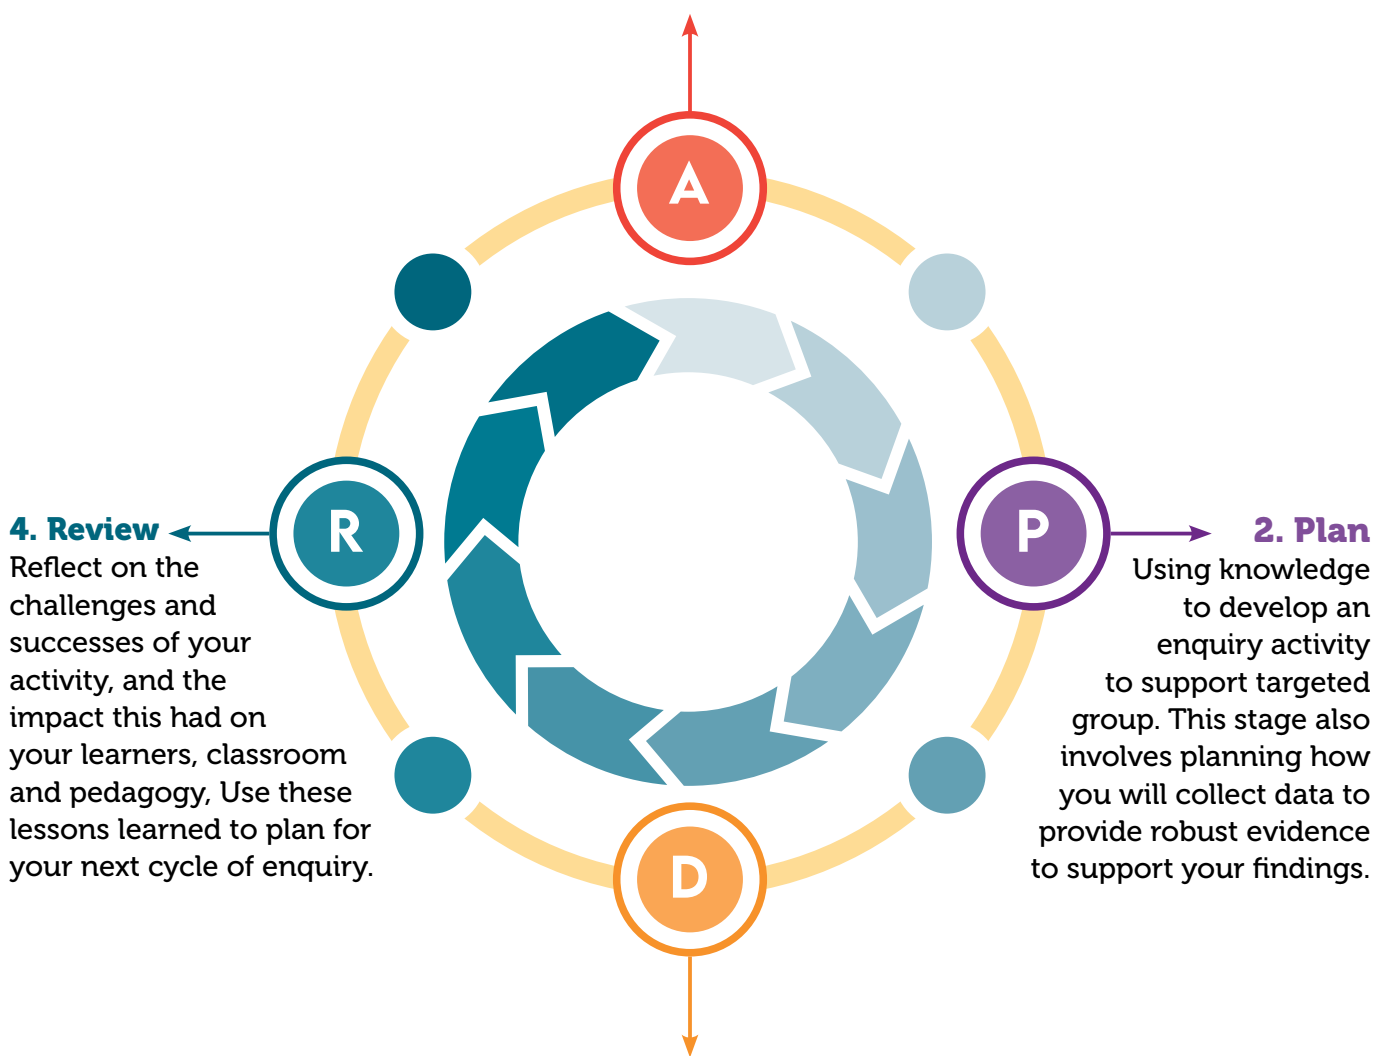 A
R
P
D
4. Review
Reflect on the
challenges and
successes of your
activity, and the
impact this had on
your learners, classroom
and pedagogy, Use these
lessons learned to plan for
your next cycle of enquiry.
2. Plan
Using knowledge
to develop an
enquiry activity
to support targeted
group. This stage also
involves planning how
you will collect data to
provide robust evidence
to support your findings.